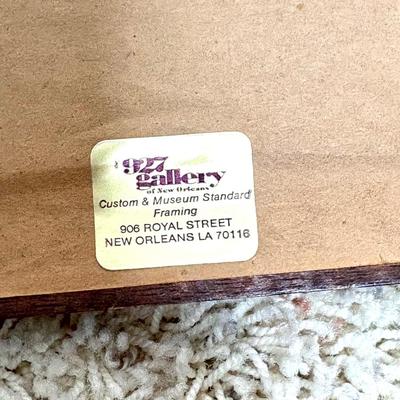 927
gallery
of New Orleans
Custom & Museum Standard
Framing
906 ROYAL STREET
NEW ORLEANS LA 70116